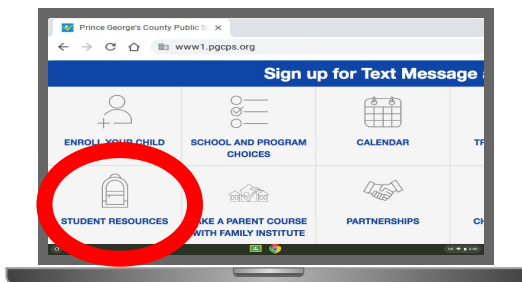 Prince George's County Public S
www1.pgcps.org
Sign up for Text Message
ENROLL YOUR CHILD
SCHOOL AND PROGRAM
CHOICES
CALENDAR
STUDENT RESOURCES
AKE A PARENT COURSE
WITH FAMILY INSTITUTE
PARTNERSHIPS